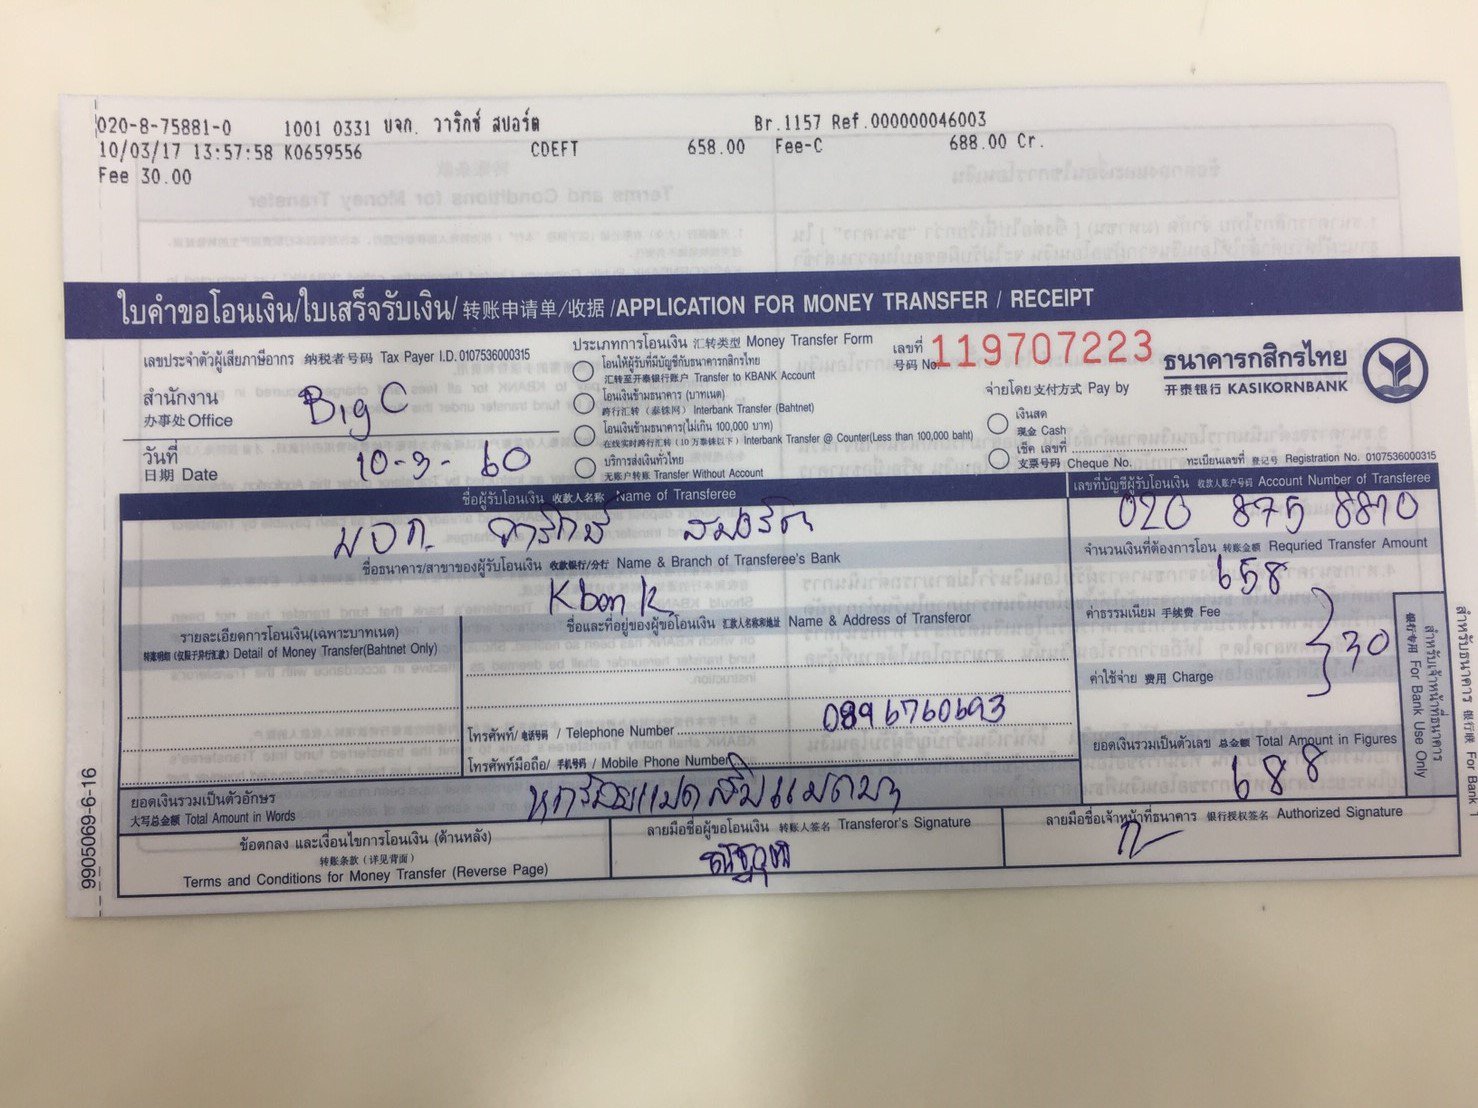 020-8-75881-0 1001 0331 บจก. วาริกซ์ สปอร์ต Br.1157 Ref.000000046003
10/03/17 13:57:58 K0659556 CDEFT 658.00 Fee-C 688.00 Cr.
Fee 30.00
ใบคำขอโอนเงิน/ใบเสร็จรับเงิน/转账申请单/收据/APPLICATION FOR MONEY TRANSFER / RECEIPT
เลขประจำตัวผู้เสียภาษีอากร 纳税者号码 Tax Payer I.D. 0107536000315
สำนักงาน
办事处 Office Big C
วันที่
日期 Date 10-3-60
ประเภทการโอนเงิน 汇转类型 Money Transfer Form
โอนให้ผู้รับที่มีบัญชีกับธนาคารกสิกรไทย
汇转至开泰银行账户 Transfer to KBANK Account
โอนเงินข้ามธนาคาร (บาทเนต)
跨行汇转 (泰铢网) Interbank Transfer (Bahtnet)
โอนเงินข้ามธนาคาร(ไม่เกิน 100,000 บาท)
在线实时跨行汇转 (10 万泰铢以下) Interbank Transfer @ Counter(Less than 100,000 baht)
บริการส่งเงินทั่วไทย
无账户转账 Transfer Without Account
เลขที่
号码 No. 119707223
จ่ายโดย 支付方式 Pay by
เงินสด
现金 Cash
เช็ค เลขที่
支票号码 Cheque No.
ธนาคารกสิกรไทย
开泰银行 KASIKORNBANK
ทะเบียนเลขที่ 登记号 Registration No. 0107536000315
ชื่อผู้รับโอนเงิน 收款人名称 Name of Transferee
บจก. วาริกซ์ สปอร์ต
เลขที่บัญชีผู้รับโอนเงิน 收款人账户号码 Account Number of Transferee
020 875 8810
ชื่อธนาคาร/สาขาของผู้รับโอนเงิน 收款银行/分行 Name & Branch of Transferee's Bank
Kbank
จำนวนเงินที่ต้องการโอน 转账金额 Requried Transfer Amount
658
รายละเอียดการโอนเงิน(เฉพาะบาทเนต)
转账明细 (仅限于跨行汇款) Detail of Money Transfer(Bahtnet Only)
ชื่อและที่อยู่ของผู้ขอโอนเงิน 汇款人名称和地址 Name & Address of Transferor
ค่าธรรมเนียม 手续费 Fee
30
ค่าใช้จ่าย 费用 Charge
โทรศัพท์/ 电话号码 / Telephone Number 0896760693
โทรศัพท์มือถือ/ 手机号码 / Mobile Phone Number
ยอดเงินรวมเป็นตัวเลข 总金额 Total Amount in Figures
688
สำหรับเจ้าหน้าที่ธนาคาร
银行专用 For Bank Use Only
สำหรับธนาคาร 银行联 For Bank
ยอดเงินรวมเป็นตัวอักษร
大写总金额 Total Amount in Words หกร้อยแปดสิบแปดบาท
ข้อตกลง และเงื่อนไขการโอนเงิน (ด้านหลัง)
转账条款 (详见背面)
Terms and Conditions for Money Transfer (Reverse Page)
ลายมือชื่อผู้ขอโอนเงิน 转账人签名 Transferor's Signature
ลายมือชื่อเจ้าหน้าที่ธนาคาร 银行授权签名 Authorized Signature
9905069-6-16